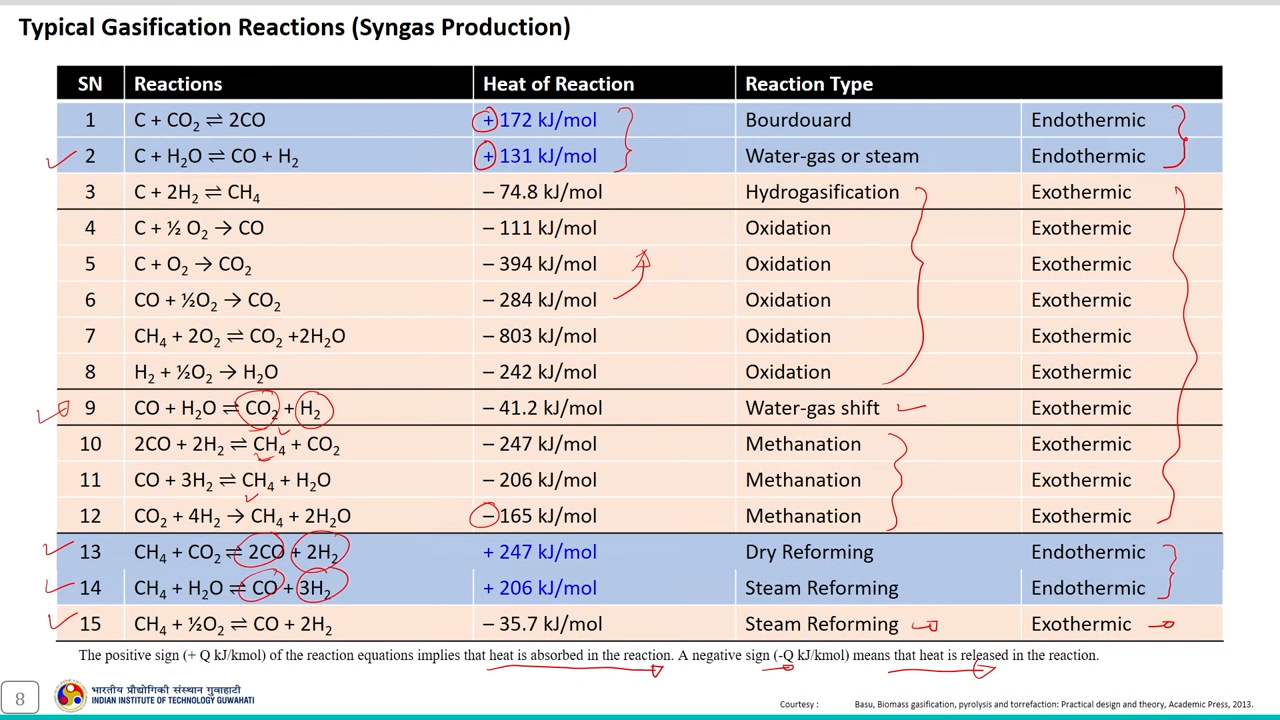 Typical Gasification Reactions (Syngas Production)
SN Reactions Heat of Reaction Reaction Type
1 C + CO₂ ⇌ 2CO + 172 kJ/mol Bourdouard Endothermic
2 C + H₂O ⇌ CO + H₂ + 131 kJ/mol Water-gas or steam Endothermic
3 C + 2H₂ ⇌ CH₄ – 74.8 kJ/mol Hydrogasification Exothermic
4 C + ½ O₂ → CO – 111 kJ/mol Oxidation Exothermic
5 C + O₂ → CO₂ – 394 kJ/mol Oxidation Exothermic
6 CO + ½O₂ → CO₂ – 284 kJ/mol Oxidation Exothermic
7 CH₄ + 2O₂ ⇌ CO₂ +2H₂O – 803 kJ/mol Oxidation Exothermic
8 H₂ + ½O₂ → H₂O – 242 kJ/mol Oxidation Exothermic
9 CO + H₂O ⇌ CO₂ + H₂ – 41.2 kJ/mol Water-gas shift Exothermic
10 2CO + 2H₂ ⇌ CH₄ + CO₂ – 247 kJ/mol Methanation Exothermic
11 CO + 3H₂ ⇌ CH₄ + H₂O – 206 kJ/mol Methanation Exothermic
12 CO₂ + 4H₂ → CH₄ + 2H₂O – 165 kJ/mol Methanation Exothermic
13 CH₄ + CO₂ ⇌ 2CO + 2H₂ + 247 kJ/mol Dry Reforming Endothermic
14 CH₄ + H₂O ⇌ CO + 3H₂ + 206 kJ/mol Steam Reforming Endothermic
15 CH₄ + ½O₂ ⇌ CO + 2H₂ – 35.7 kJ/mol Steam Reforming Exothermic
The positive sign (+ Q kJ/kmol) of the reaction equations implies that heat is absorbed in the reaction. A negative sign (-Q kJ/kmol) means that heat is released in the reaction.
8
भारतीय प्रौद्योगिकी संस्थान गुवाहाटी
INDIAN INSTITUTE OF TECHNOLOGY GUWAHATI
Courtesy : Basu, Biomass gasification, pyrolysis and torrefaction: Practical design and theory, Academic Press, 2013.